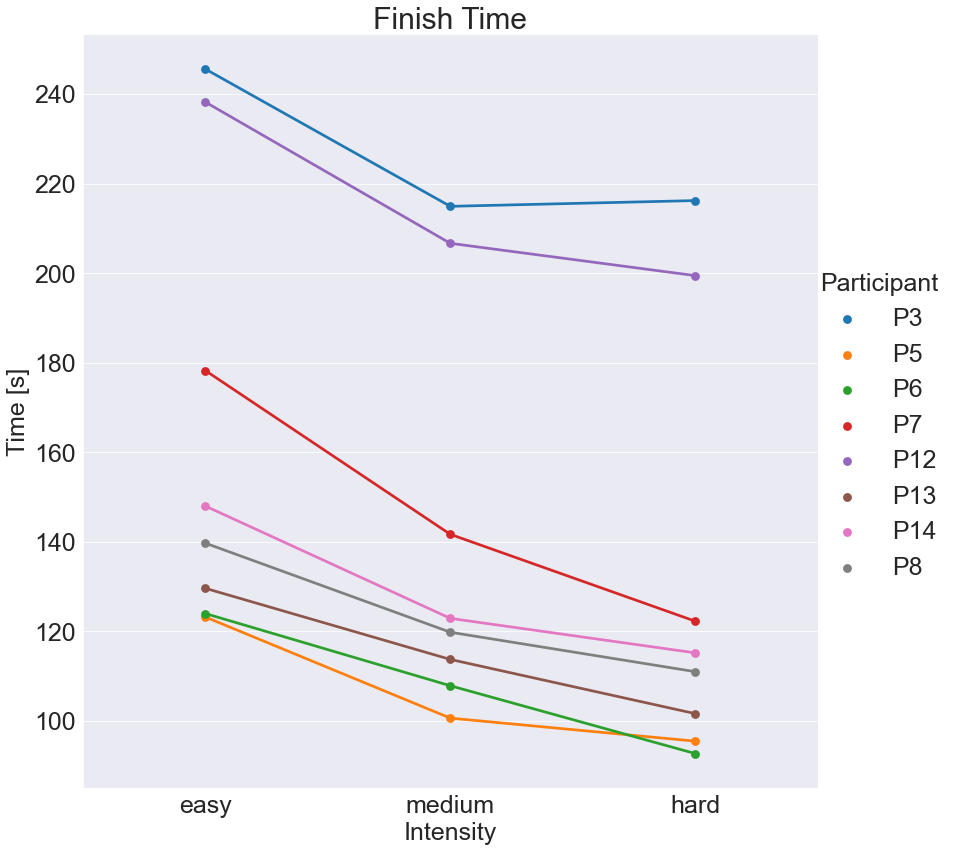 Finish Time
240
220
200
180
160
140
120
100
Time [s]
easy medium hard
Intensity
Participant
P3
P5
P6
P7
P12
P13
P14
P8